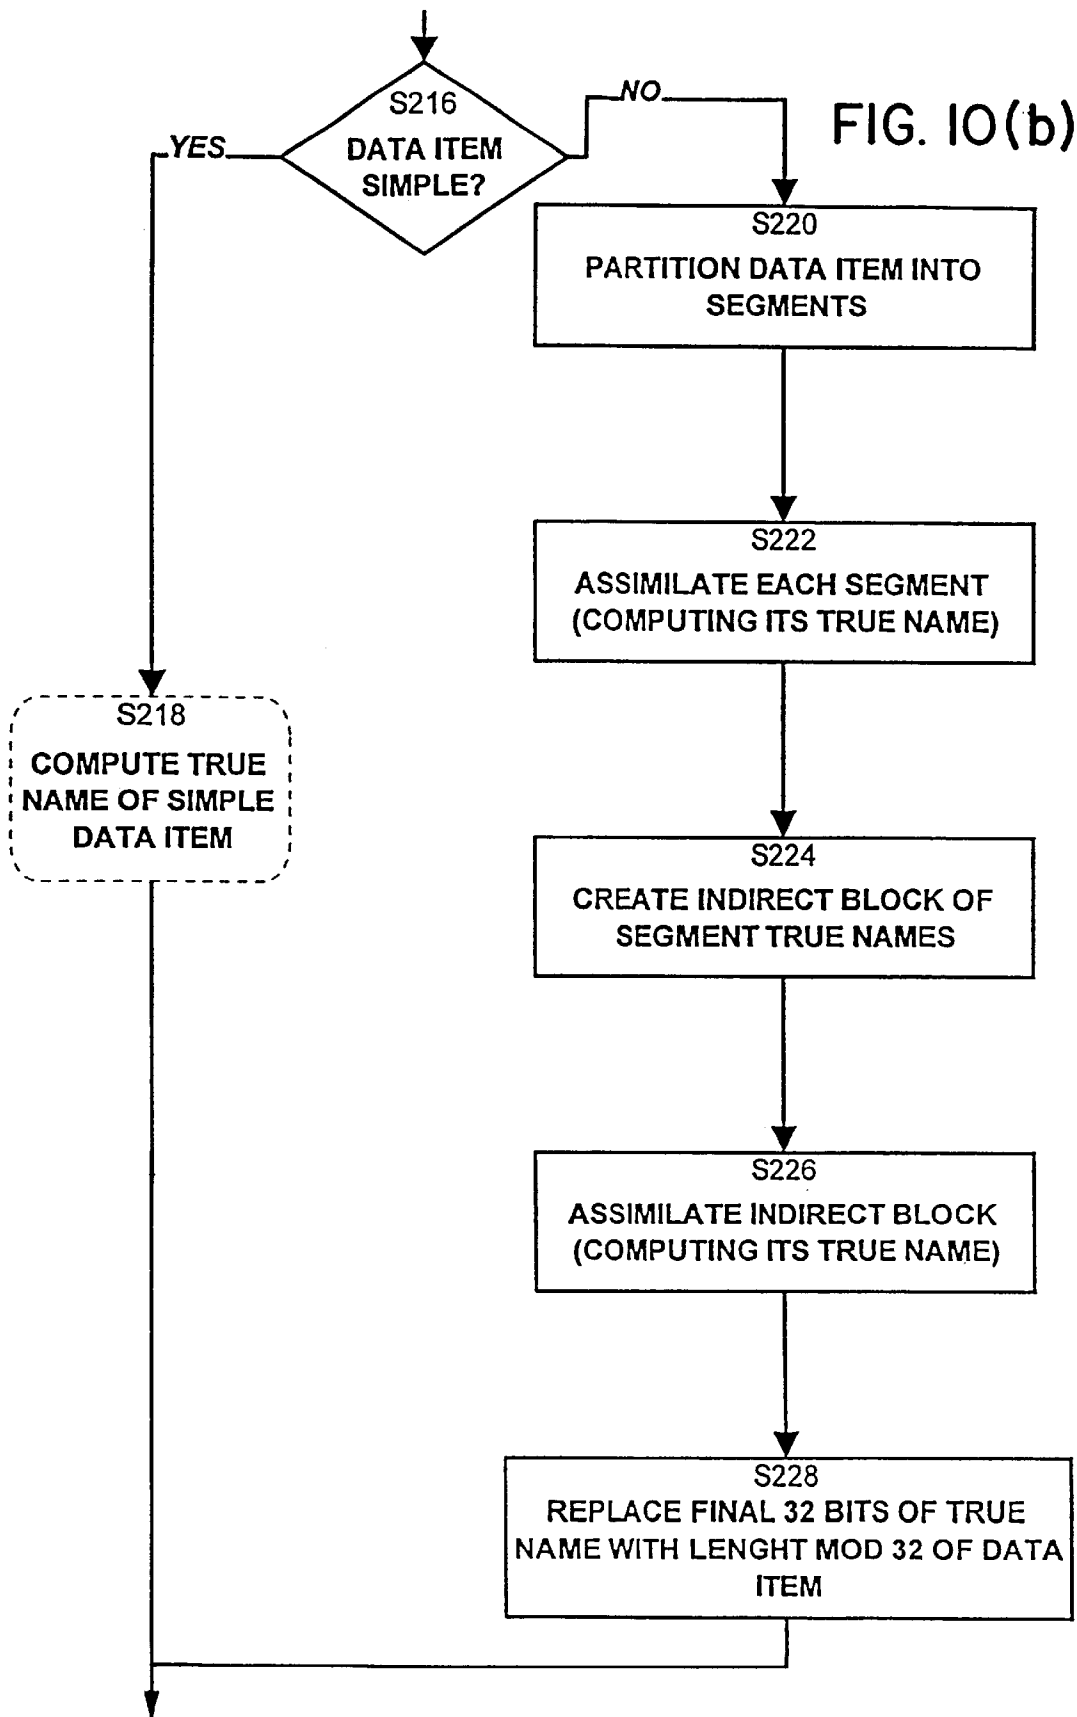 FIG. 10(b)
S216
DATA ITEM
SIMPLE?
YES
NO
S220
PARTITION DATA ITEM INTO
SEGMENTS
S222
ASSIMILATE EACH SEGMENT
(COMPUTING ITS TRUE NAME)
S218
COMPUTE TRUE
NAME OF SIMPLE
DATA ITEM
S224
CREATE INDIRECT BLOCK OF
SEGMENT TRUE NAMES
S226
ASSIMILATE INDIRECT BLOCK
(COMPUTING ITS TRUE NAME)
S228
REPLACE FINAL 32 BITS OF TRUE
NAME WITH LENGHT MOD 32 OF DATA
ITEM